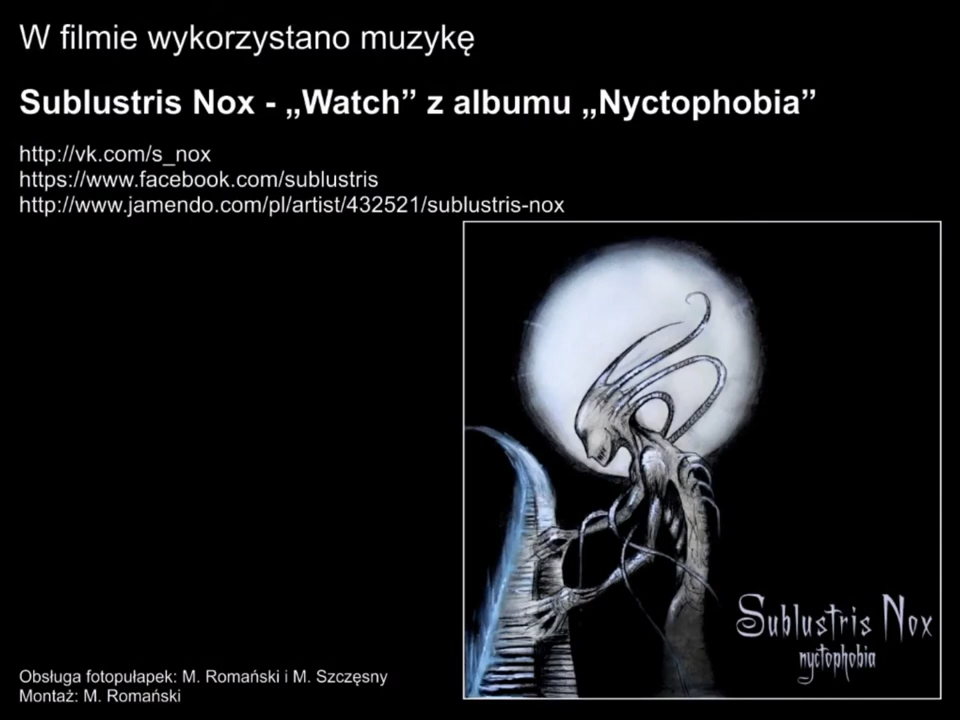 W filmie wykorzystano muzykę
Sublustris Nox - „Watch” z albumu „Nyctophobia”
http://vk.com/s_nox
https://www.facebook.com/sublustris
http://www.jamendo.com/pl/artist/432521/sublustris-nox
Sublustris Nox
nyctophobia
Obsługa fotopułapek: M. Romański i M. Szczęsny
Montaż: M. Romański